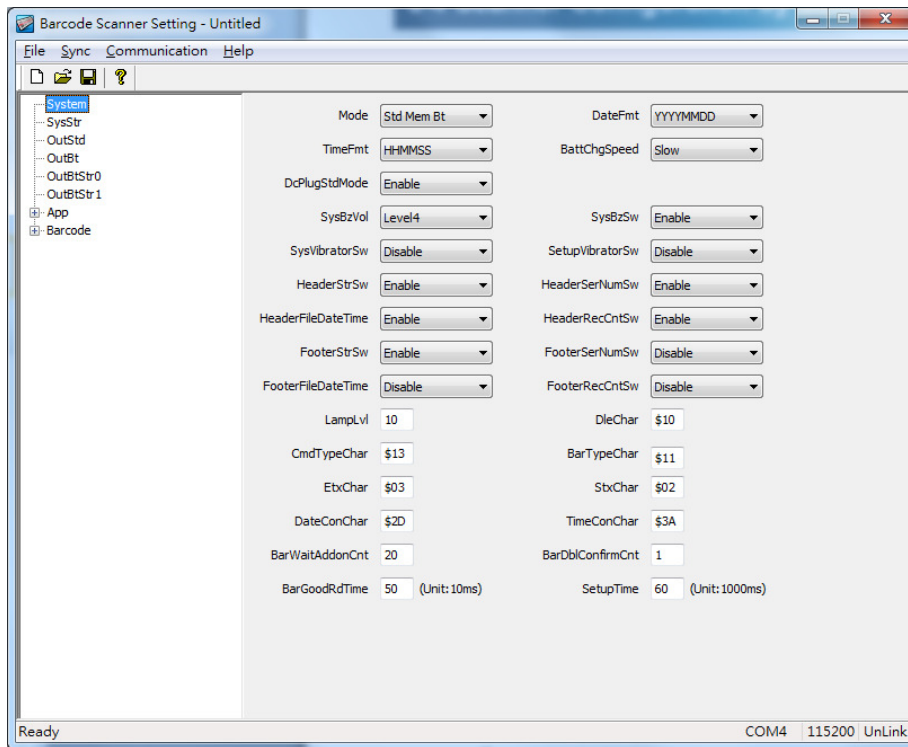 Barcode Scanner Setting - Untitled
File Sync Communication Help
System
SysStr
OutStd
OutBt
OutBtStr0
OutBtStr1
App
Barcode
Mode Std Mem Bt DateFmt YYYYMMDD
TimeFmt HHMMSS BattChgSpeed Slow
DcPlugStdMode Enable
SysBzVol Level4 SysBzSw Enable
SysVibratorSw Disable SetupVibratorSw Disable
HeaderStrSw Enable HeaderSerNumSw Enable
HeaderFileDateTime Enable HeaderRecCntSw Enable
FooterStrSw Enable FooterSerNumSw Disable
FooterFileDateTime Disable FooterRecCntSw Disable
LampLvl 10 DleChar $10
CmdTypeChar $13 BarTypeChar $11
EtxChar $03 StxChar $02
DateConChar $2D TimeConChar $3A
BarWaitAddonCnt 20 BarDblConfirmCnt 1
BarGoodRdTime 50 (Unit:10ms) SetupTime 60 (Unit:1000ms)
Ready COM4 115200 UnLink